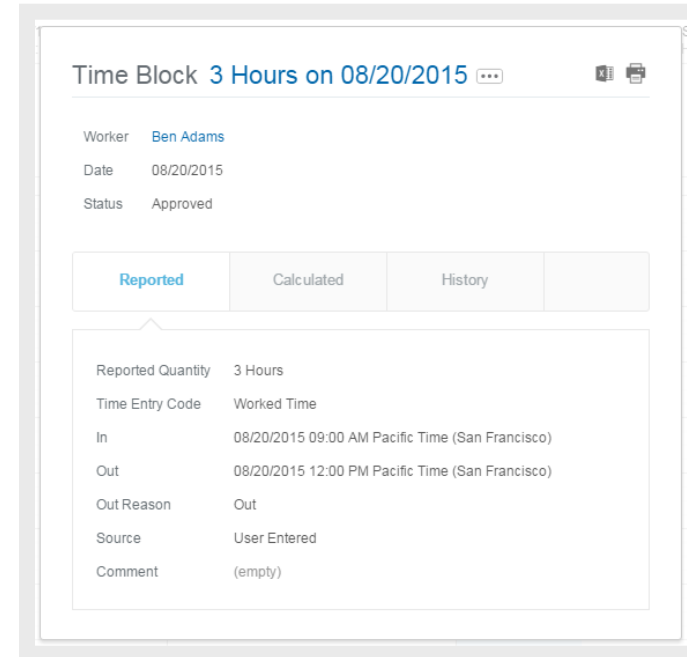 Time Block 3 Hours on 08/20/2015
Worker Ben Adams
Date 08/20/2015
Status Approved
Reported Calculated History
Reported Quantity 3 Hours
Time Entry Code Worked Time
In 08/20/2015 09:00 AM Pacific Time (San Francisco)
Out 08/20/2015 12:00 PM Pacific Time (San Francisco)
Out Reason Out
Source User Entered
Comment (empty)